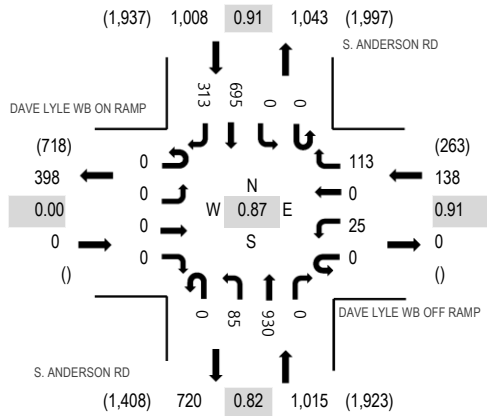 (1,937) 1,008 0.91 1,043 (1,997)
S. ANDERSON RD
313 695 0 0
DAVE LYLE WB ON RAMP
(718)
398
0.00
0
()
0
0
0
0
N
W 0.87 E
S
113
0
25
0
(263)
138
0.91
0
()
0 85 930 0
DAVE LYLE WB OFF RAMP
S. ANDERSON RD
(1,408) 720 0.82 1,015 (1,923)